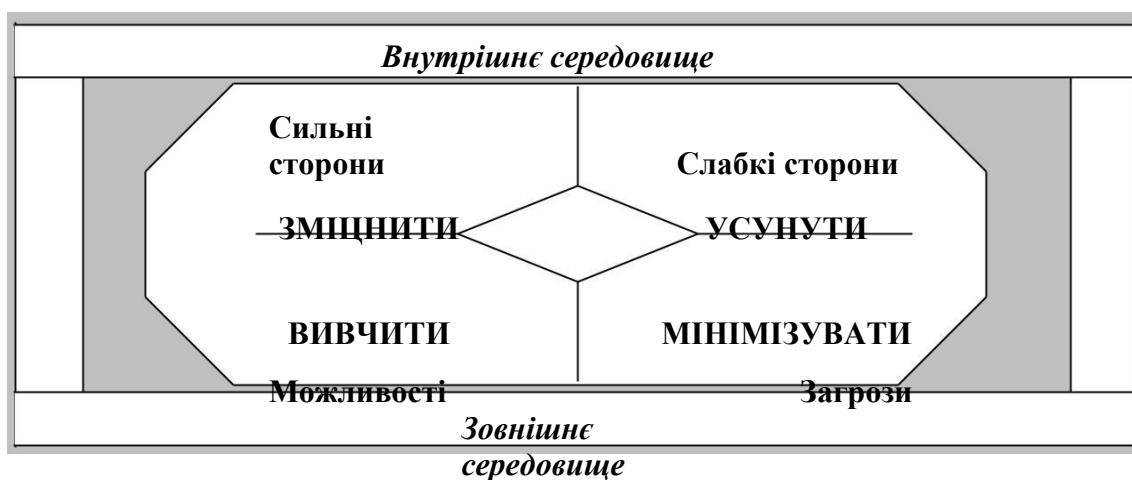 Внутрішнє середовище
Сильні
сторони
Слабкі сторони
ЗМІЦНИТИ
УСУНУТИ
ВИВЧИТИ
МІНІМІЗУВАТИ
Можливості
Загрози
Зовнішнє
середовище